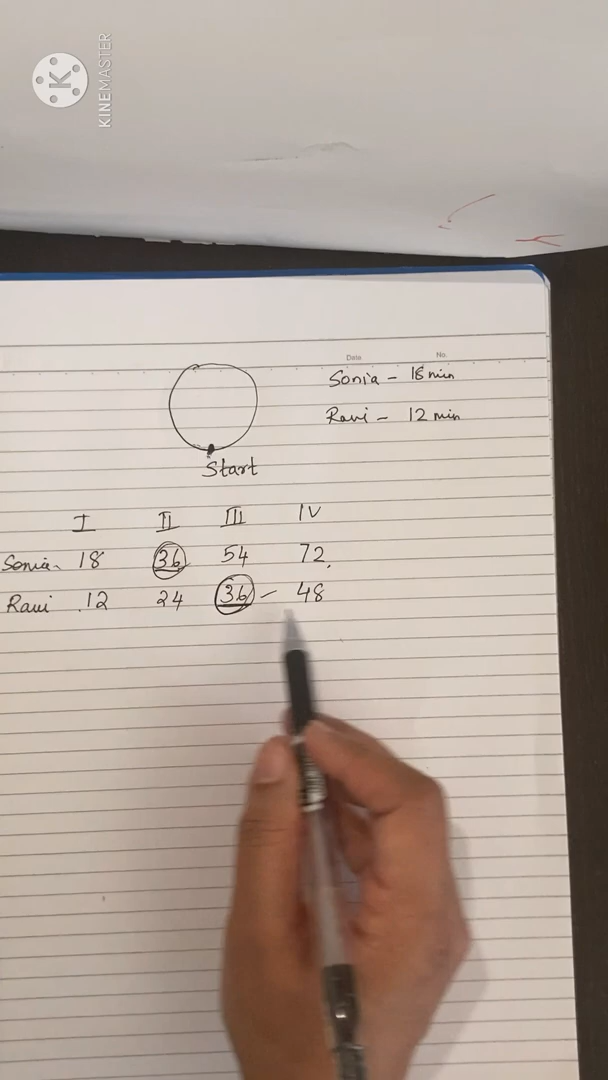 KINEMASTER
Date No.
Sonia - 18 min
Ravi - 12 min
Start
I II III IV
Sonia - 18 36 54 72
Ravi 12 24 36 - 48